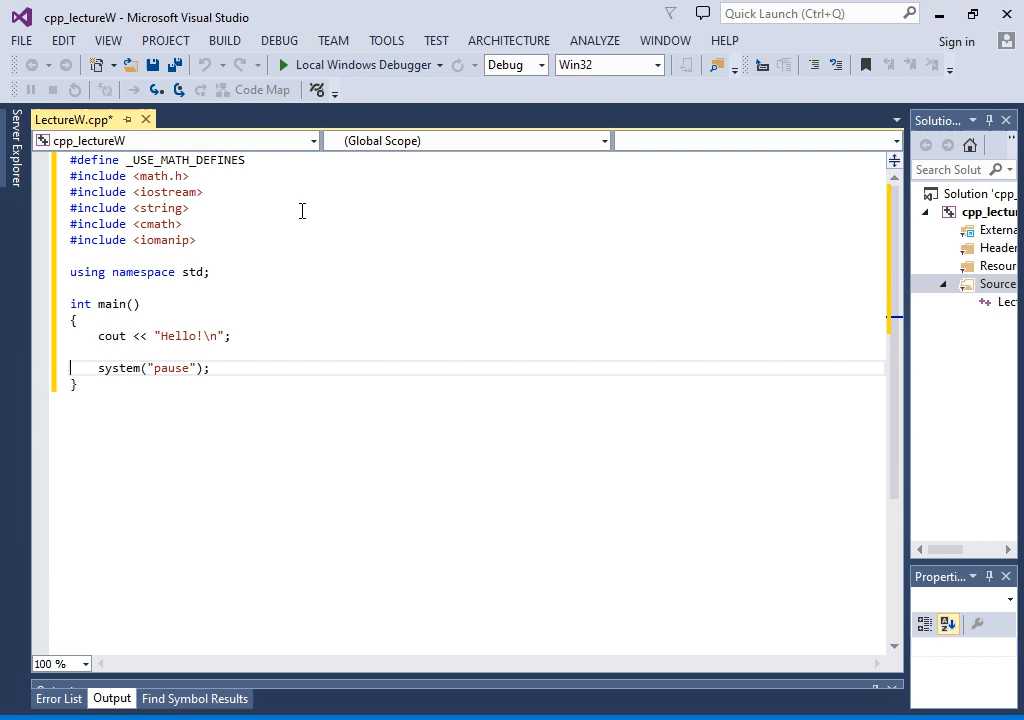 cpp_lectureW - Microsoft Visual Studio
Quick Launch (Ctrl+Q)
FILE EDIT VIEW PROJECT BUILD DEBUG TEAM TOOLS TEST ARCHITECTURE ANALYZE WINDOW HELP Sign in
Local Windows Debugger Debug Win32
Code Map
Server Explorer
LectureW.cpp*
cpp_lectureW (Global Scope)
#define _USE_MATH_DEFINES
#include <math.h>
#include <iostream>
#include <string>
#include <cmath>
#include <iomanip>
using namespace std;
int main()
{
cout << "Hello!\n";
system("pause");
}
100 %
Error List Output Find Symbol Results
Solutio...
Search Solut
Solution 'cpp_
cpp_lectu
Externa
Header
Resour
Source
Lec
Properti...